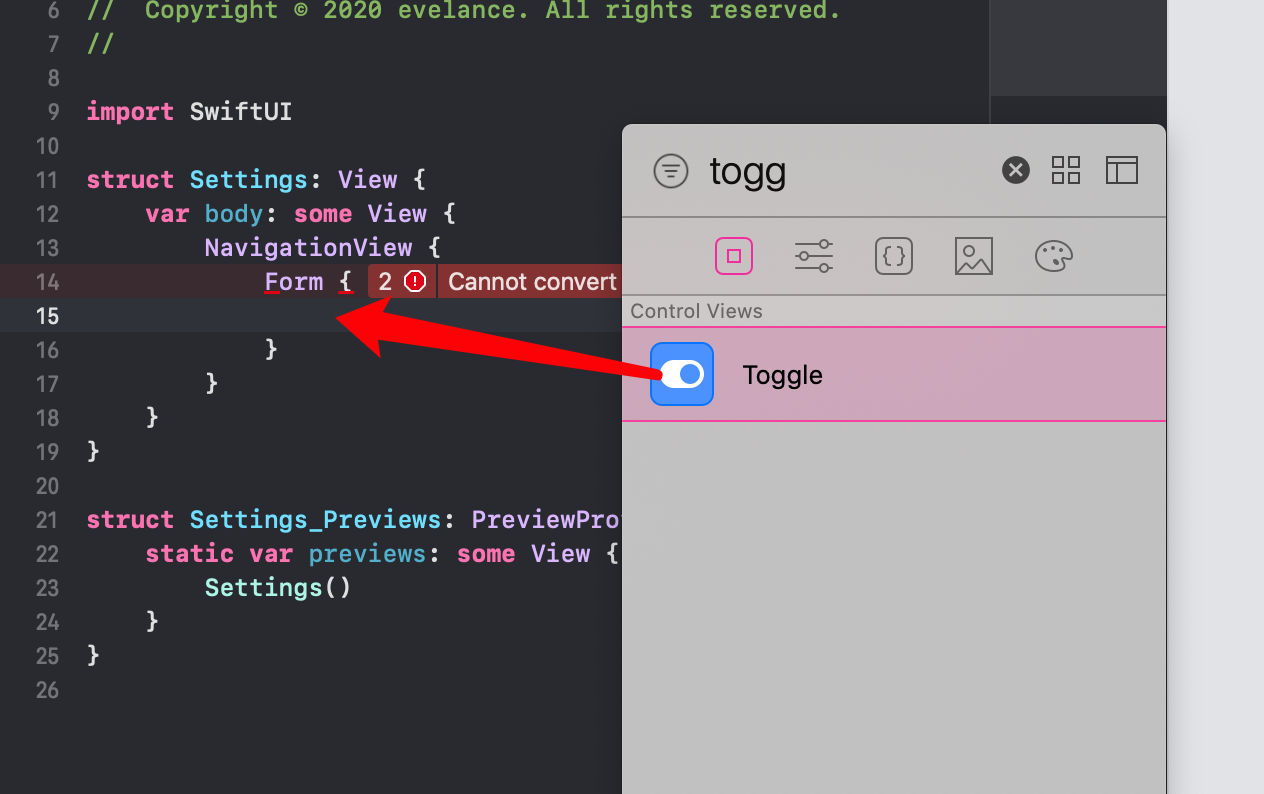 6 //  Copyright © 2020 evelance. All rights reserved.
7 //
8
9 import SwiftUI
10
11 struct Settings: View {
12     var body: some View {
13         NavigationView {
14             Form { 2 Cannot convert
15
16             }
17         }
18     }
19 }
20
21 struct Settings_Previews: PreviewPro
22     static var previews: some View {
23         Settings()
24     }
25 }
26
togg
Control Views
Toggle